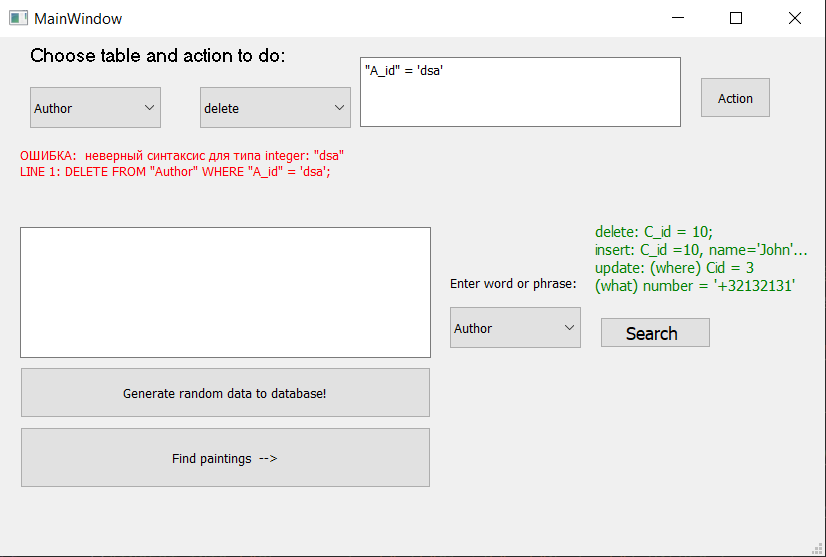 MainWindow
Choose table and action to do:
"A_id" = 'dsa'
Author
delete
Action
ОШИБКА:  неверный синтаксис для типа integer: "dsa"
LINE 1: DELETE FROM "Author" WHERE "A_id" = 'dsa';
delete: C_id = 10;
insert: C_id =10, name='John'...
update: (where) Cid = 3
(what) number = '+32132131'
Enter word or phrase:
Author
Search
Generate random data to database!
Find paintings  -->